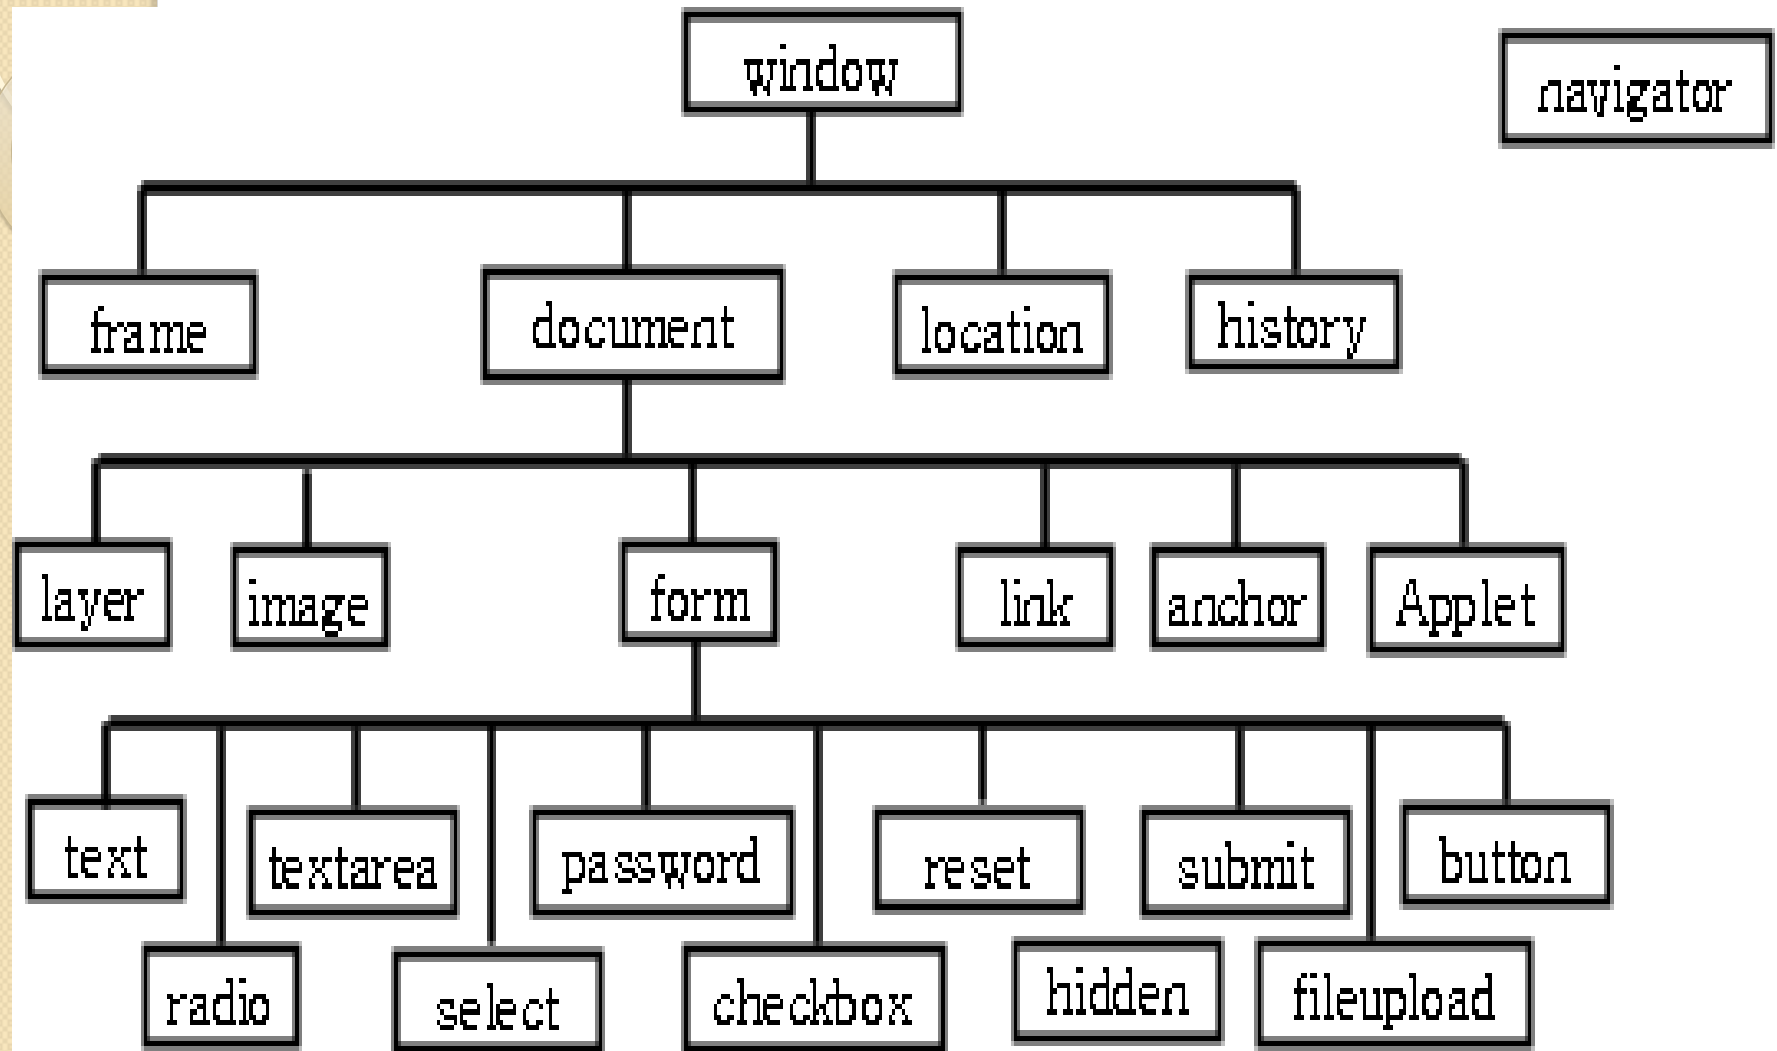 window
navigator
frame
document
location
history
layer
image
form
link
anchor
Applet
text
textarea
password
reset
submit
button
radio
select
checkbox
hidden
fileupload